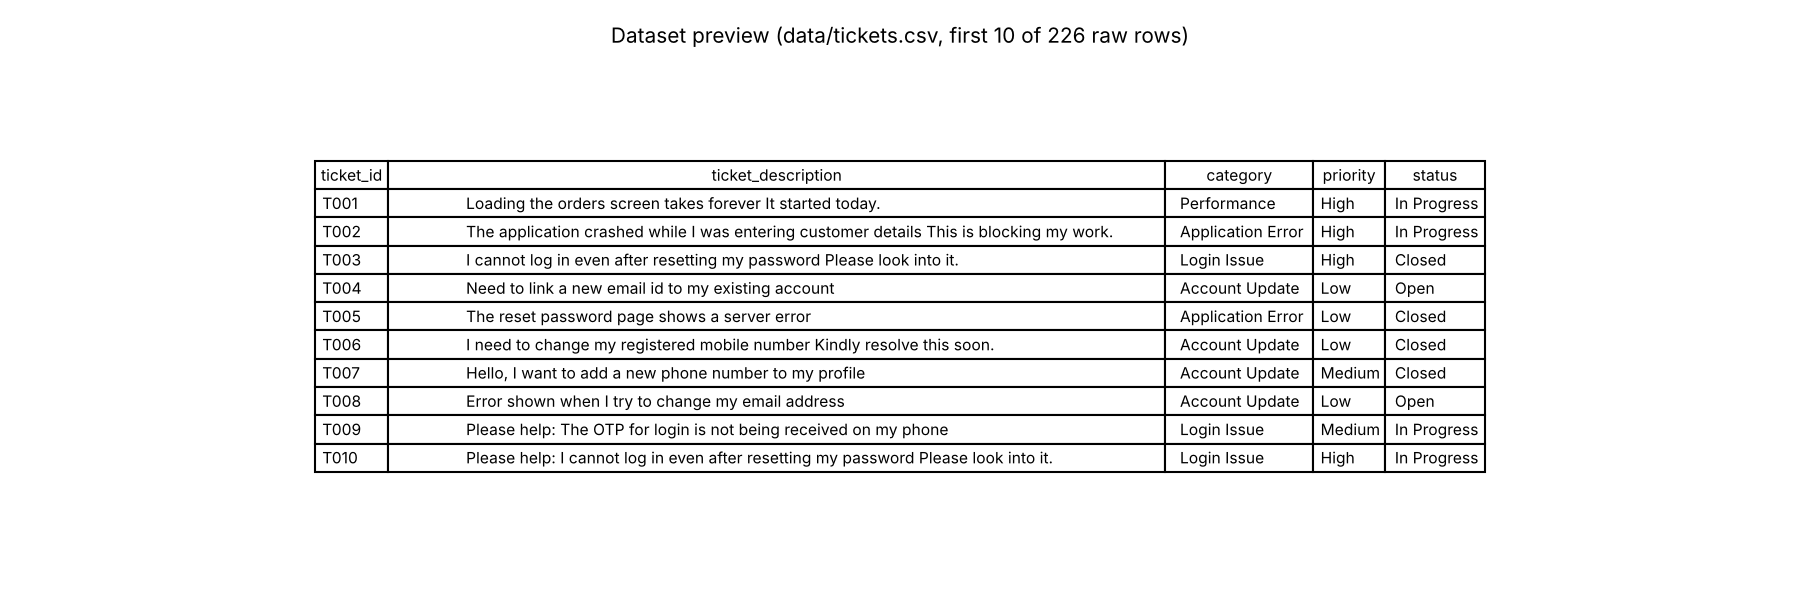 Dataset preview (data/tickets.csv, first 10 of 226 raw rows)
ticket_id ticket_description category priority status
T001 Loading the orders screen takes forever It started today. Performance High In Progress
T002 The application crashed while I was entering customer details This is blocking my work. Application Error High In Progress
T003 I cannot log in even after resetting my password Please look into it. Login Issue High Closed
T004 Need to link a new email id to my existing account Account Update Low Open
T005 The reset password page shows a server error Application Error Low Closed
T006 I need to change my registered mobile number Kindly resolve this soon. Account Update Low Closed
T007 Hello, I want to add a new phone number to my profile Account Update Medium Closed
T008 Error shown when I try to change my email address Account Update Low Open
T009 Please help: The OTP for login is not being received on my phone Login Issue Medium In Progress
T010 Please help: I cannot log in even after resetting my password Please look into it. Login Issue High In Progress